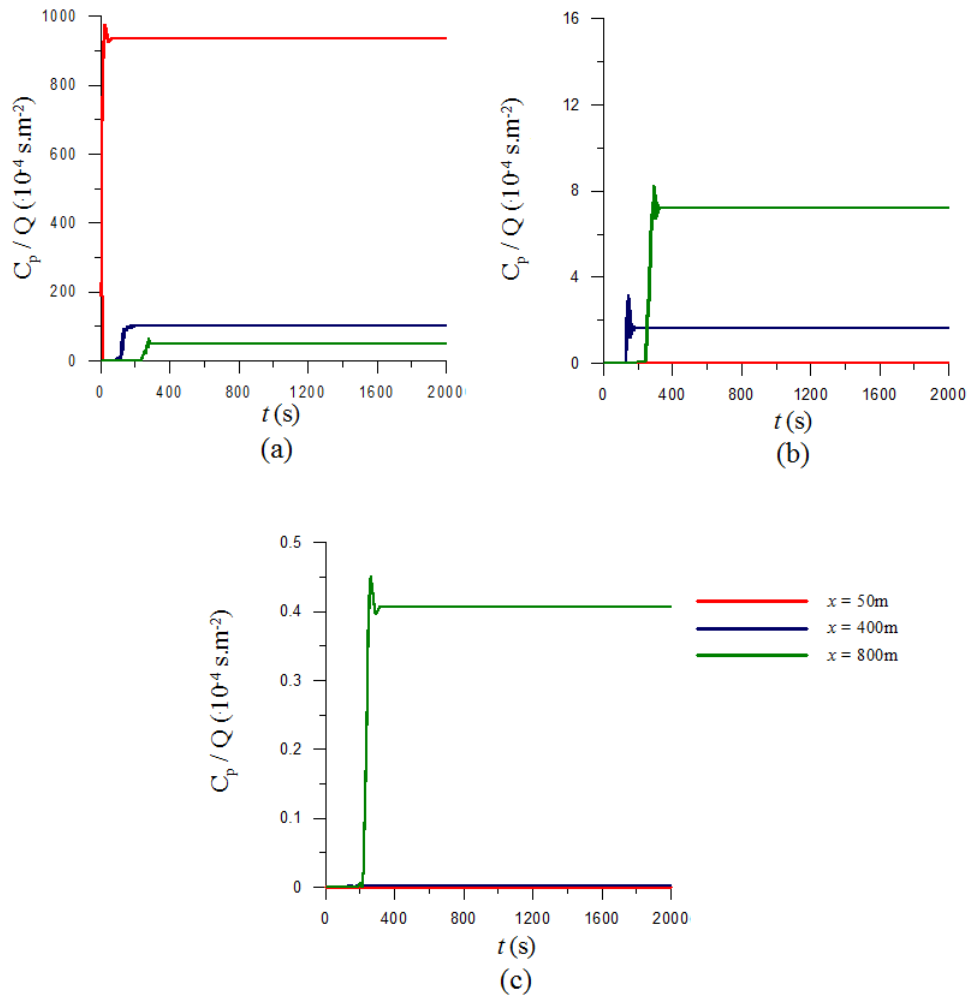 1000
800
600
400
200
0
C_p / Q (·10^-4 s.m^-2)
0 400 800 1200 1600 2000
t (s)
(a)
16
12
8
4
0
C_p / Q (·10^-4 s.m^-2)
0 400 800 1200 1600 2000
t (s)
(b)
0.5
0.4
0.3
0.2
0.1
0
C_p / Q (·10^-4 s.m^-2)
0 400 800 1200 1600 2000
t (s)
(c)
x = 50m
x = 400m
x = 800m